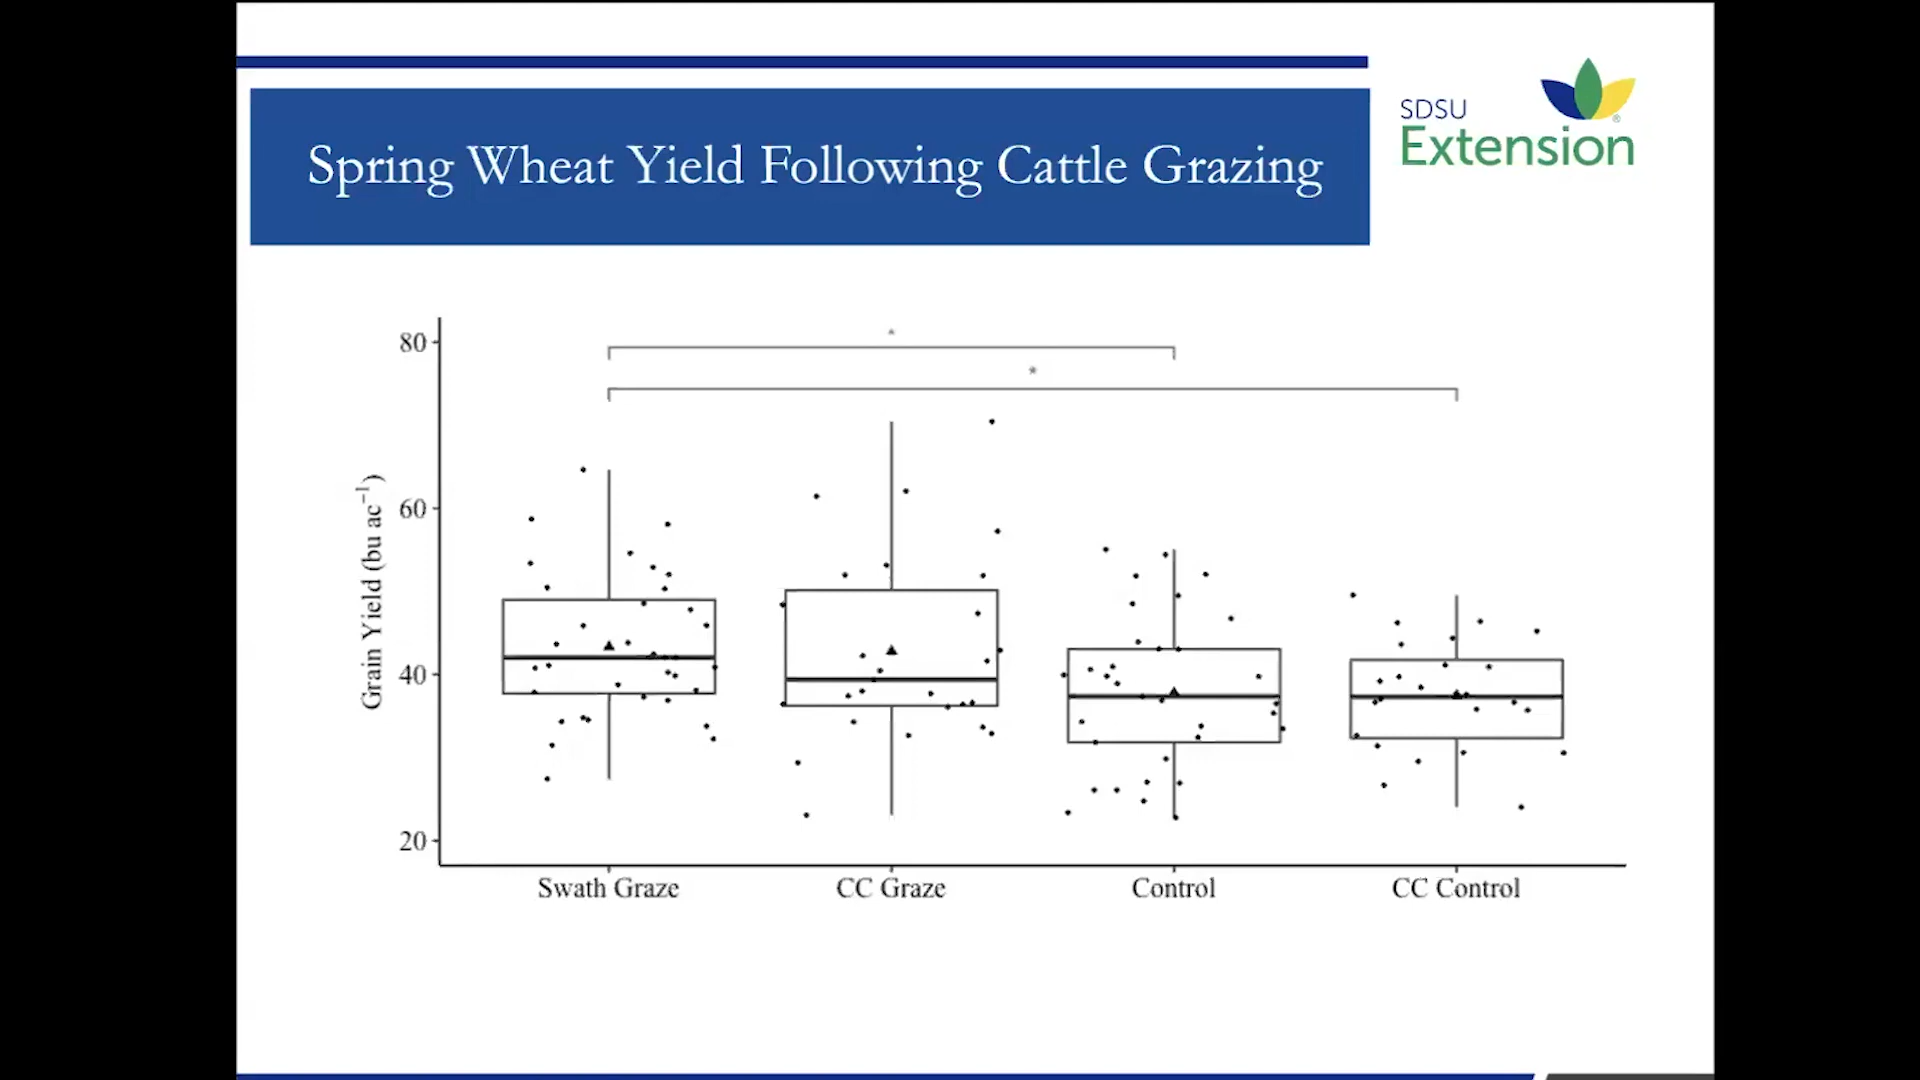 Spring Wheat Yield Following Cattle Grazing
SDSU
Extension
®
Grain Yield (bu ac⁻¹)
80
60
40
20
*
*
Swath Graze
CC Graze
Control
CC Control